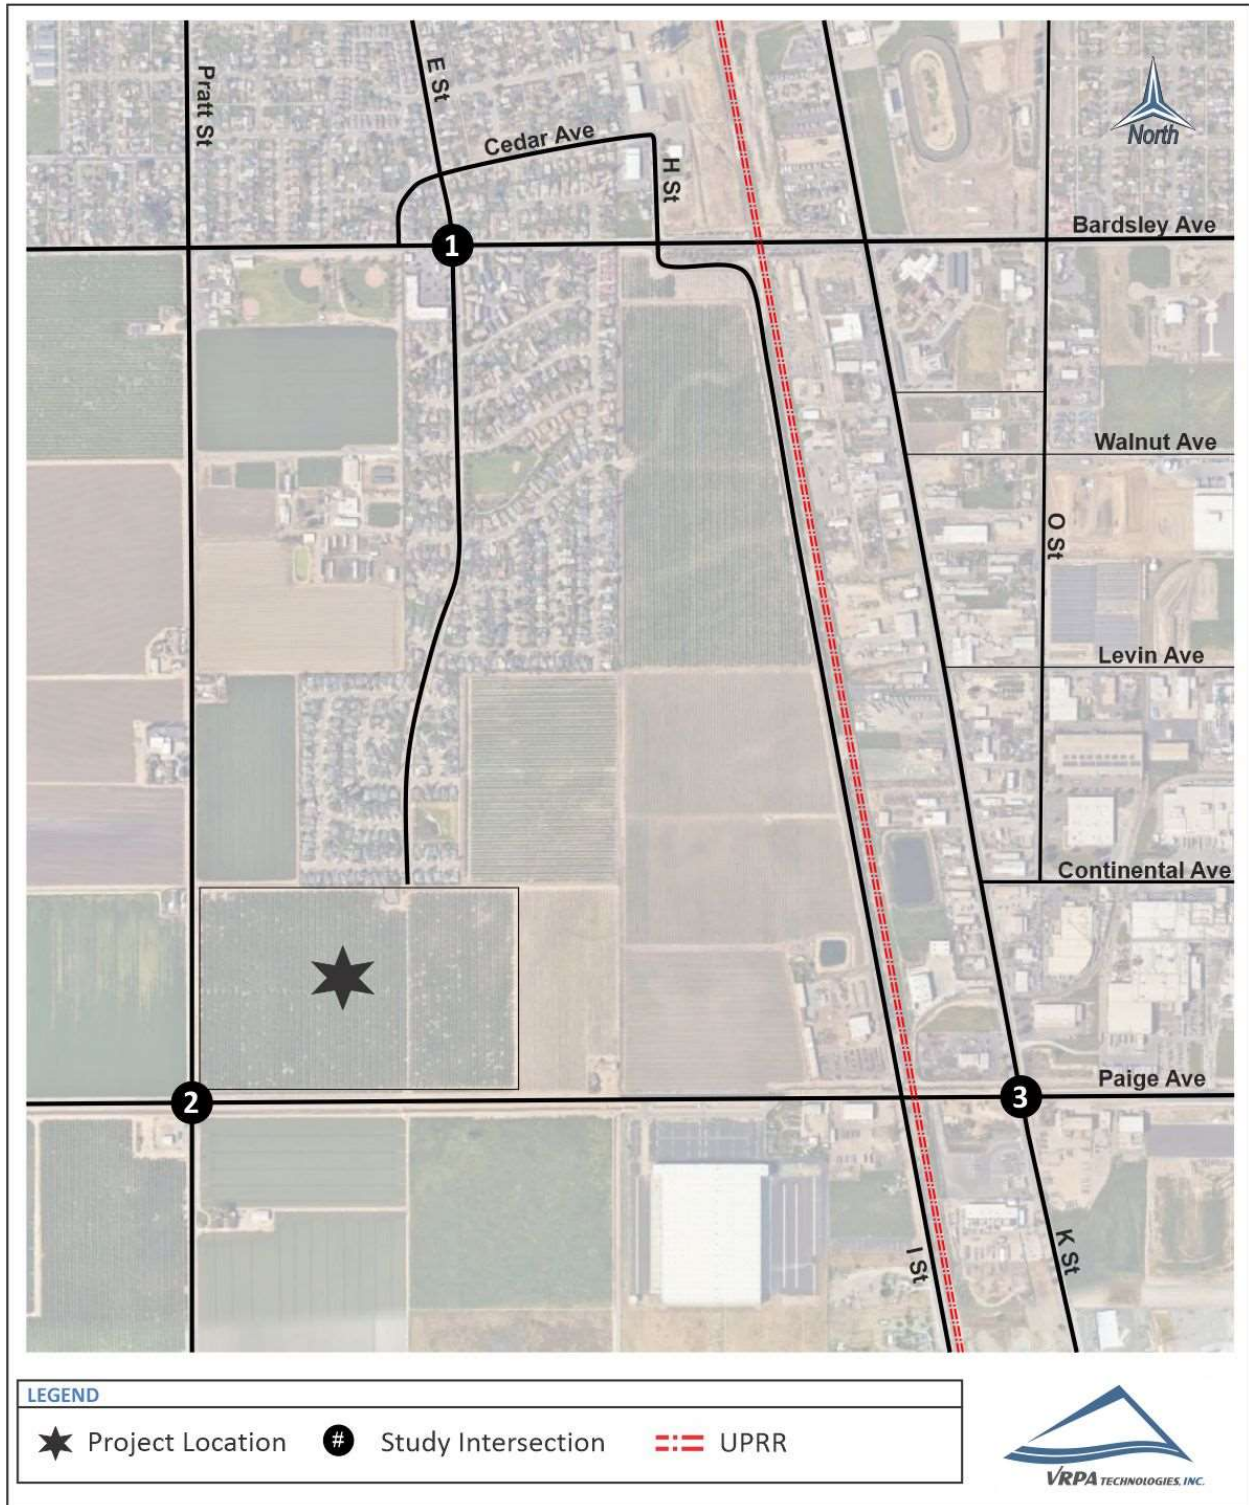 Pratt St
E St
Cedar Ave
H St
North
Bardsley Ave
1
Walnut Ave
O St
Levin Ave
Continental Ave
Paige Ave
2
3
I St
K St
LEGEND
Project Location
# Study Intersection
UPRR
VRPA TECHNOLOGIES, INC.